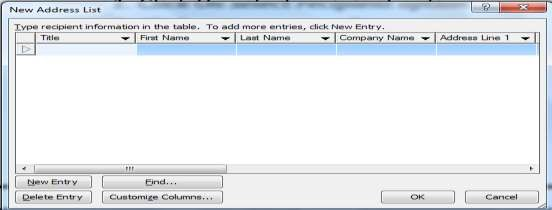 New Address List
Type recipient information in the table. To add more entries, click New Entry.
Title First Name Last Name Company Name Address Line 1
New Entry Find...
Delete Entry Customize Columns... OK Cancel